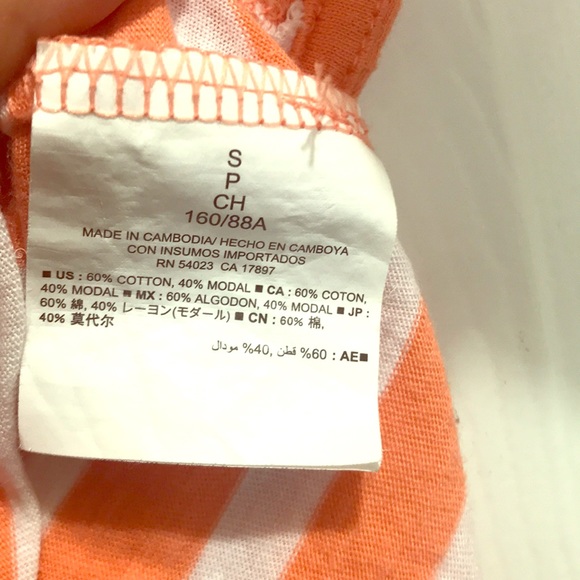 S
P
CH
160/88A
MADE IN CAMBODIA/ HECHO EN CAMBOYA
CON INSUMOS IMPORTADOS
RN 54023 CA 17897
■ US : 60% COTTON, 40% MODAL ■ CA : 60% COTON,
40% MODAL ■ MX : 60% ALGODON, 40% MODAL ■ JP :
60% 綿, 40% レーヨン(モダール) ■ CN : 60% 棉,
40% 莫代尔
■ AE : 60% قطن ,40% مودال